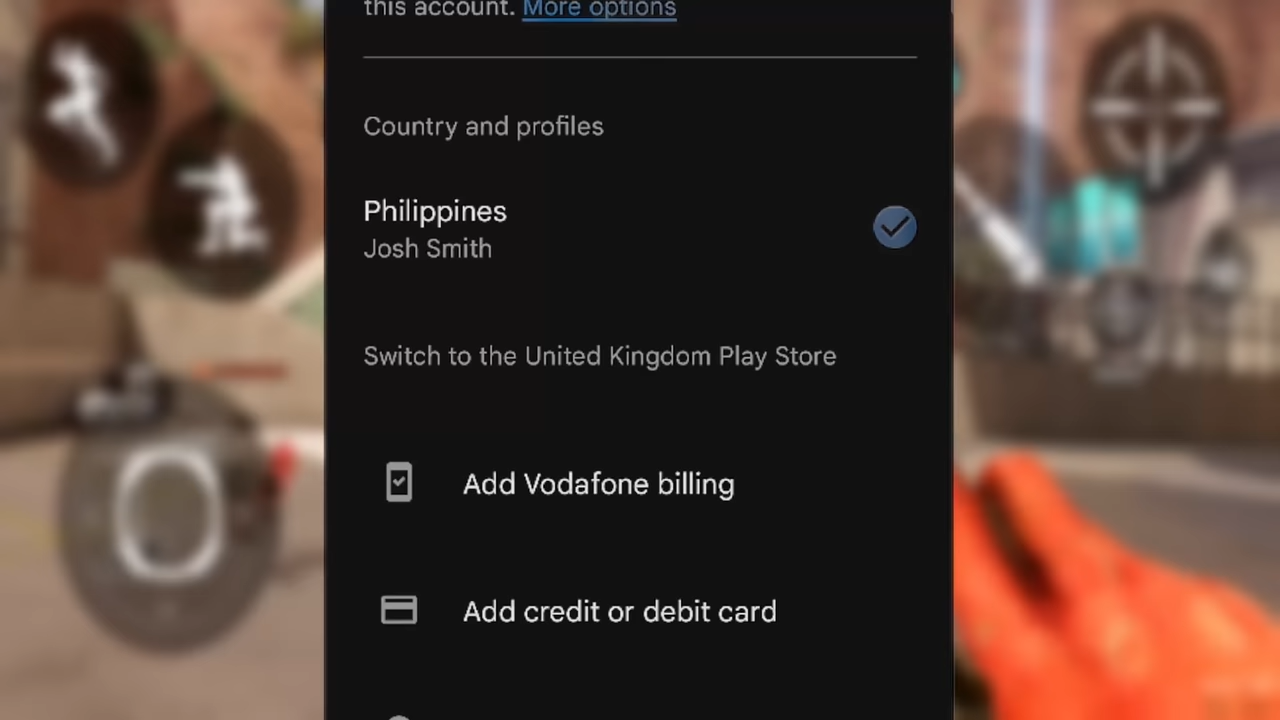 this account. More options
Country and profiles
Philippines
Josh Smith
Switch to the United Kingdom Play Store
Add Vodafone billing
Add credit or debit card